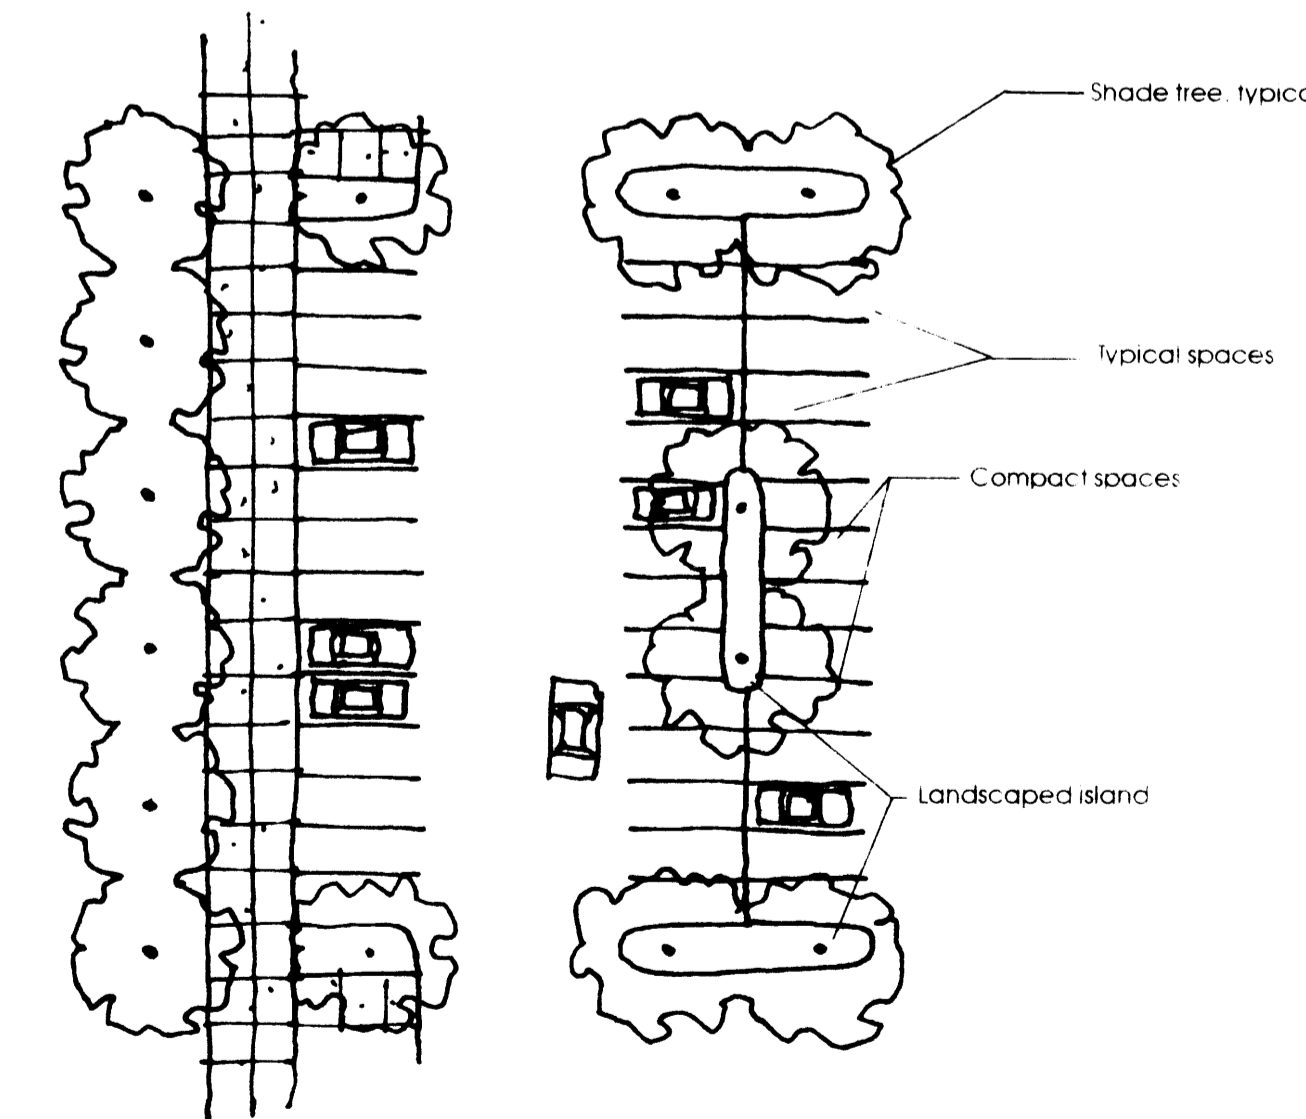 Shade tree, typica
Typical spaces
Compact spaces
Landscaped island